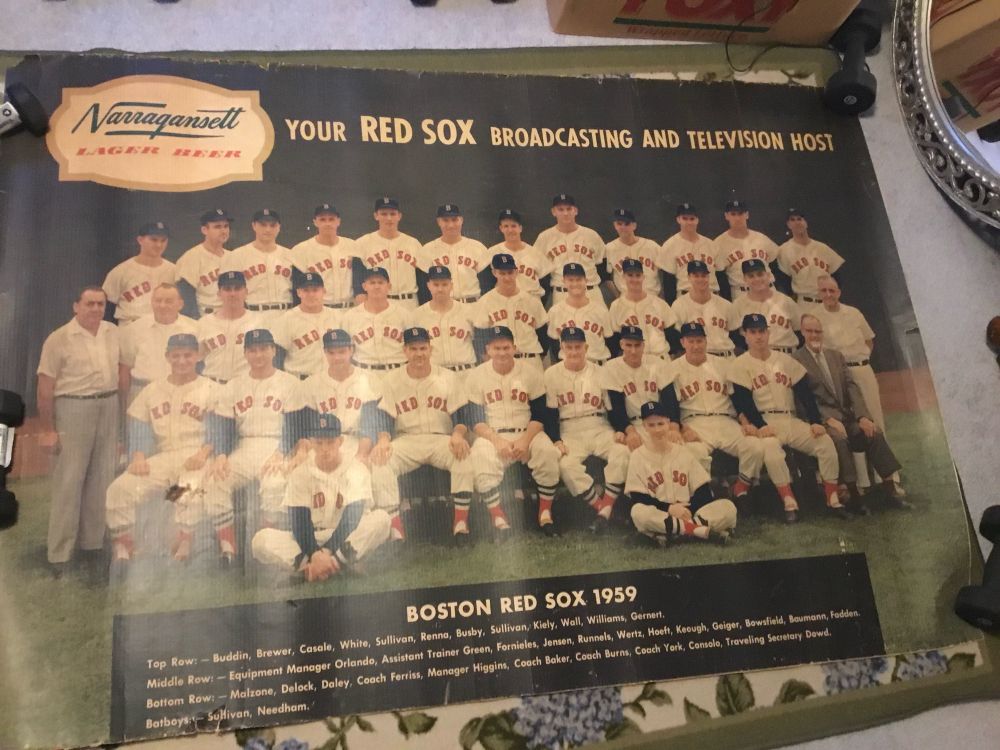 FOXY
Narragansett
LAGER BEER
YOUR RED SOX BROADCASTING AND TELEVISION HOST
BOSTON RED SOX 1959
Top Row: — Buddin, Brewer, Casale, White, Sullivan, Renna, Busby, Sullivan, Kiely, Wall, Williams, Gernert.
Middle Row: — Equipment Manager Orlando, Assistant Trainer Green, Fornieles, Jensen, Runnels, Wertz, Hoeft, Keough, Geiger, Bowsfield, Baumann, Fadden.
Bottom Row: — Malzone, Delock, Daley, Coach Ferriss, Manager Higgins, Coach Baker, Coach Burns, Coach York, Consolo, Traveling Secretary Dowd.
Batboys: — Sullivan, Needham.